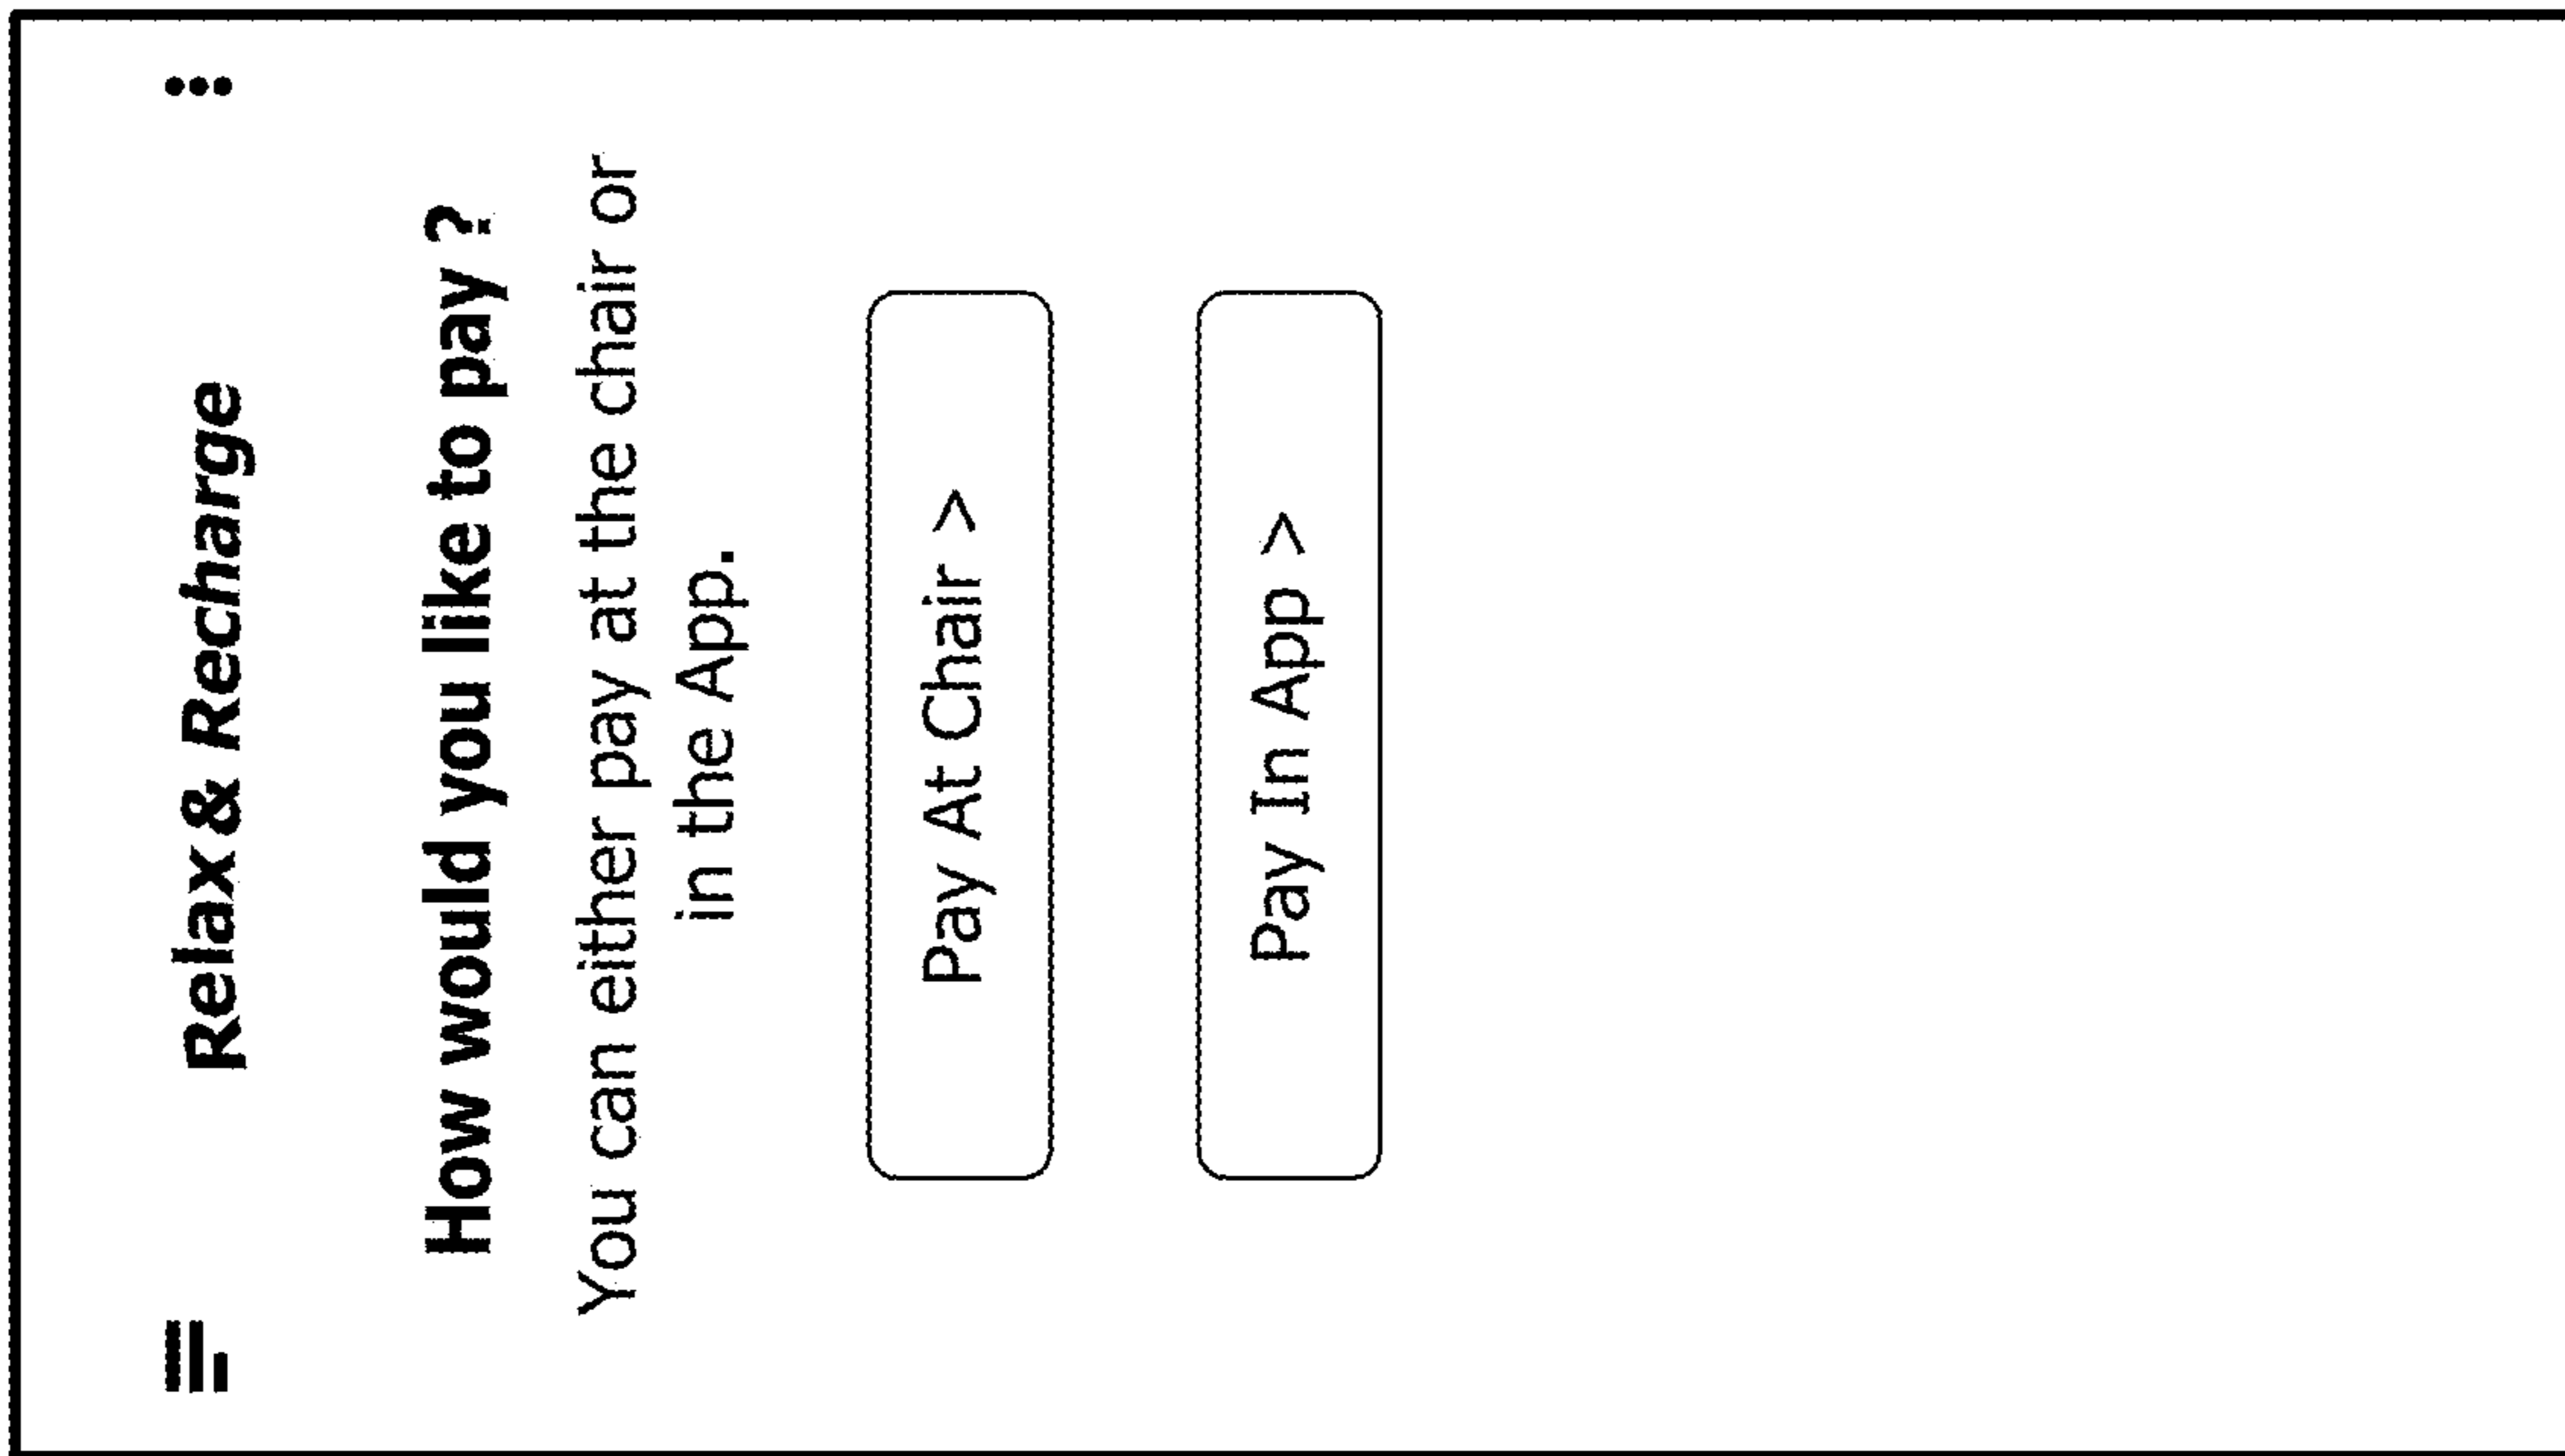 Relax & Recharge
How would you like to pay ?
You can either pay at the chair or
in the App.
Pay At Chair >
Pay In App >